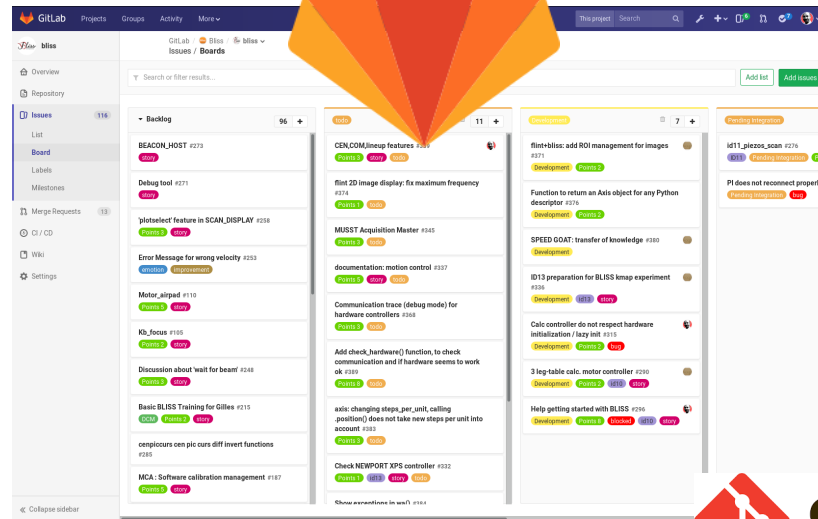 GitLab Projects Groups Activity More
This project Search
bliss
GitLab / Bliss / bliss
Issues / Boards
Overview
Repository
Issues 116
List
Board
Labels
Milestones
Merge Requests 13
CI / CD
Wiki
Settings
Collapse sidebar
Search or filter results...
Add list
Add issues
Backlog 96 +
BEACON_HOST #273
story
Debug tool #271
story
'plotselect' feature in SCAN_DISPLAY #258
Points 3 story
Error Message for wrong velocity #253
emotion improvement
Motor_airpad #110
Points 5 story
Kb_focus #105
Points 2 story
Discussion about 'wait for beam' #248
Points 3 story
Basic BLISS Training for Gilles #215
DCM Points 3 story
cenpiccurs cen pic curs diff invert functions
#285
MCA : Software calibration management #187
Points 5 story
todo 11 +
CEN,COM,lineup features
Points 3 story todo
flint 2D image display: fix maximum frequency
#374
Points 1 todo
MUSST Acquisition Master #345
Points 3 todo
documentation: motion control #337
Points 5 story todo
Communication trace (debug mode) for
hardware controllers #368
Points 3 todo
Add check_hardware() function, to check
communication and if hardware seems to work
ok #389
Points 8 todo
axis: changing steps_per_unit, calling
.position() does not take new steps per unit into
account #383
Points 3 todo
Check NEWPORT XPS controller #332
Points 1 id13 story todo
Show exceptions in wa()
Development 7 +
flint+bliss: add ROI management for images
#371
Development Points 2
Function to return an Axis object for any Python
descriptor #376
Development Points 2
SPEED GOAT: transfer of knowledge #380
Development
ID13 preparation for BLISS kmap experiment
#336
Development id13 story
Calc controller do not respect hardware
initialization / lazy init #315
Development Points 2 bug
3 leg-table calc. motor controller #290
Development Points 2 id10 story
Help getting started with BLISS #296
Development Points 8 blocked id10 story
Pending Integration
id11_piezos_scan #276
ID11 Pending Integration
PI does not reconnect properl
Pending Integration bug